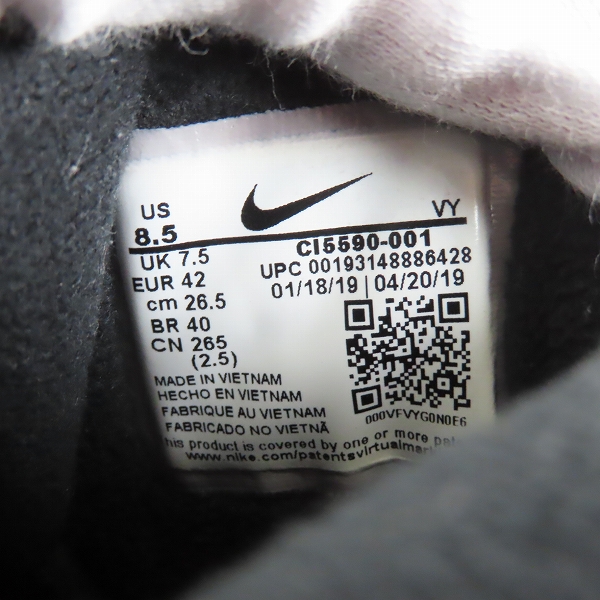 US VY
8.5
UK 7.5 CI5590-001
EUR 42 UPC 00193148886428
cm 26.5 01/18/19 | 04/20/19
BR 40
CN 265
(2.5)
MADE IN VIETNAM
HECHO EN VIETNAM
FABRIQUE AU VIETNAM
FABRICADO NO VIETNÃ
000VFVYG0N0E6
this product is covered by one or more
www.nike.com/patentsvirtual